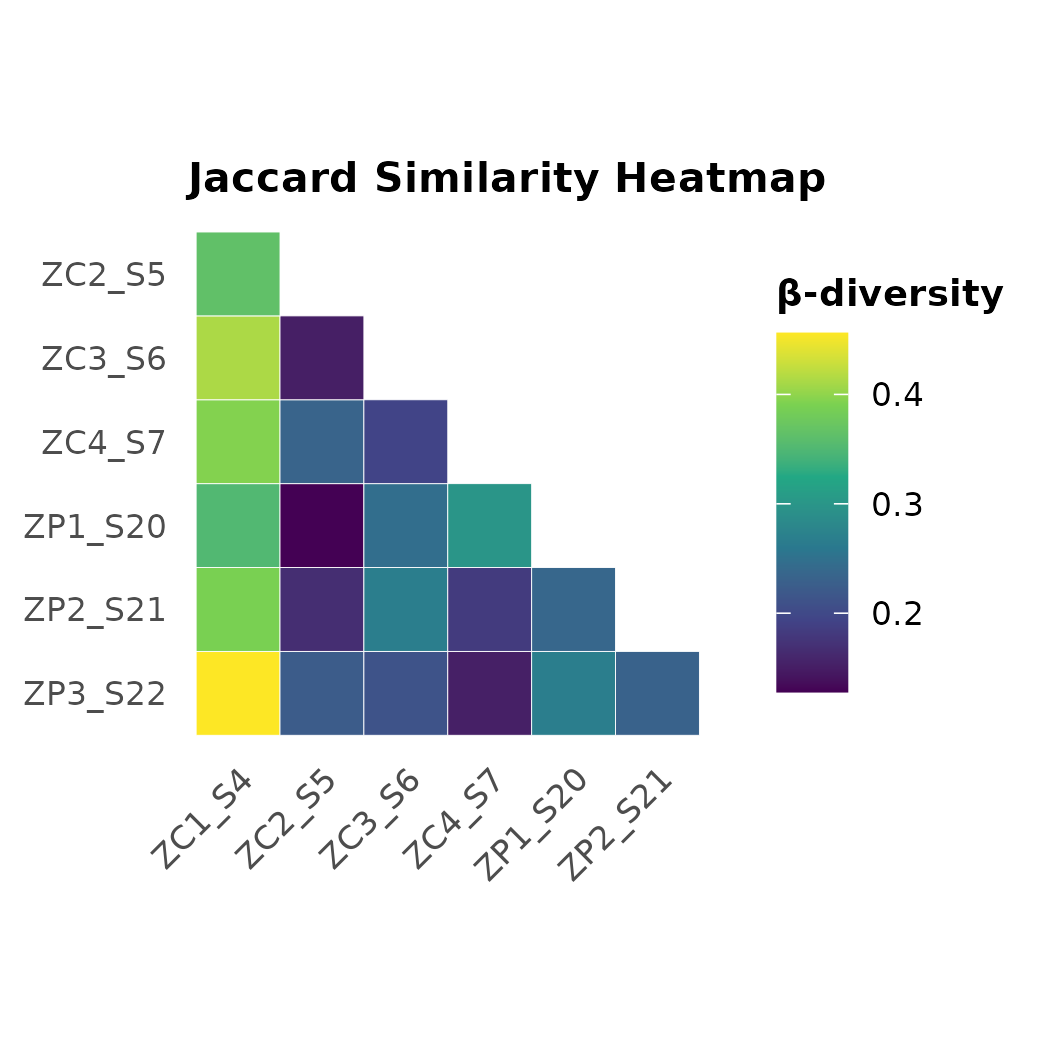 Jaccard Similarity Heatmap
ZC2_S5
ZC3_S6
ZC4_S7
ZP1_S20
ZP2_S21
ZP3_S22
ZC1_S4
ZC2_S5
ZC3_S6
ZC4_S7
ZP1_S20
ZP2_S21
β-diversity
0.4
0.3
0.2